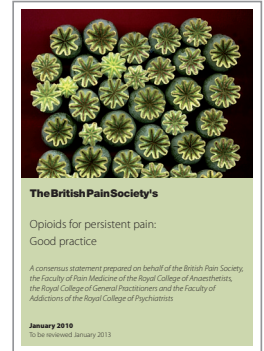 The British Pain Society's
Opioids for persistent pain:
Good practice
A consensus statement prepared on behalf of the British Pain Society,
the Faculty of Pain Medicine of the Royal College of Anaesthetists,
the Royal College of General Practitioners and the Faculty of
Addictions of the Royal College of Psychiatrists
January 2010
To be reviewed January 2013